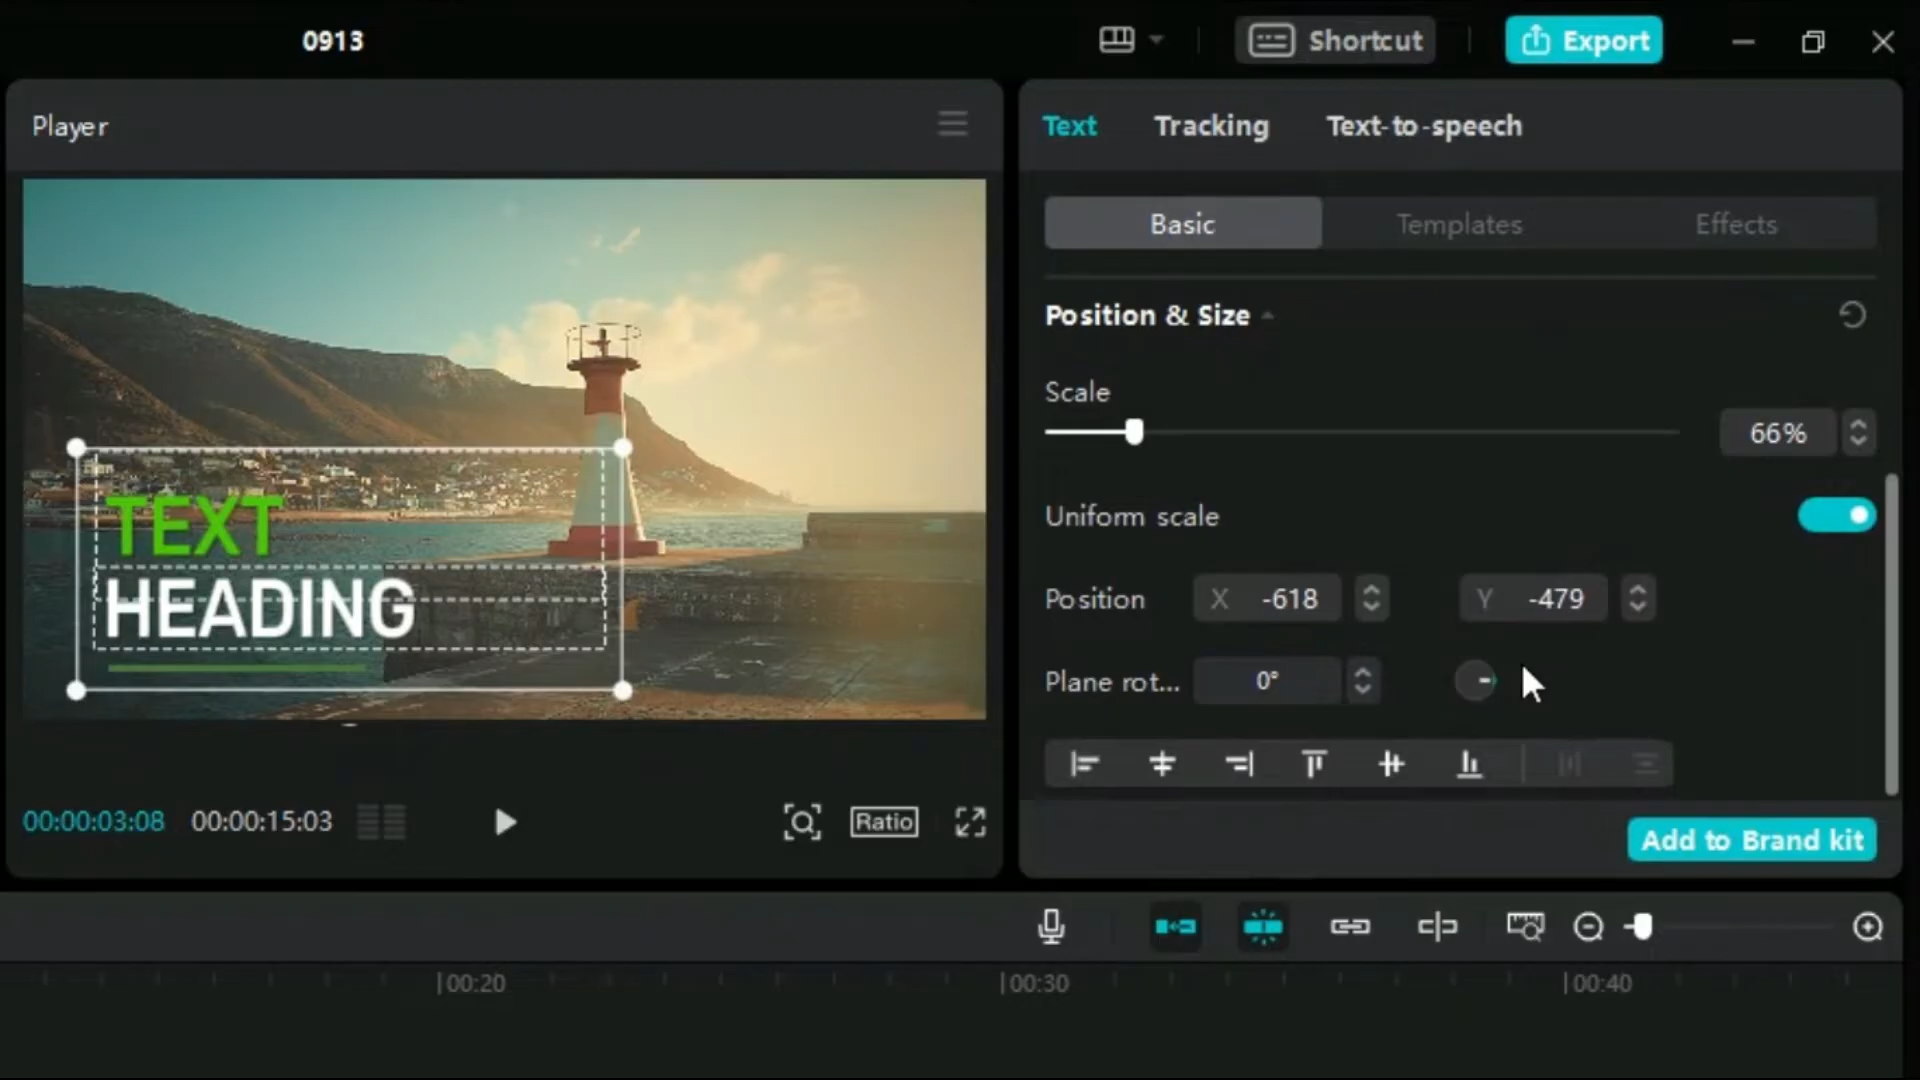 0913
Shortcut
Export
Player
Text Tracking Text-to-speech
Basic Templates Effects
Position & Size
Scale
66%
Uniform scale
Position X -618 Y -479
Plane rot... 0°
TEXT
HEADING
00:00:03:08 00:00:15:03
Ratio
Add to Brand kit
00:20 00:30 00:40